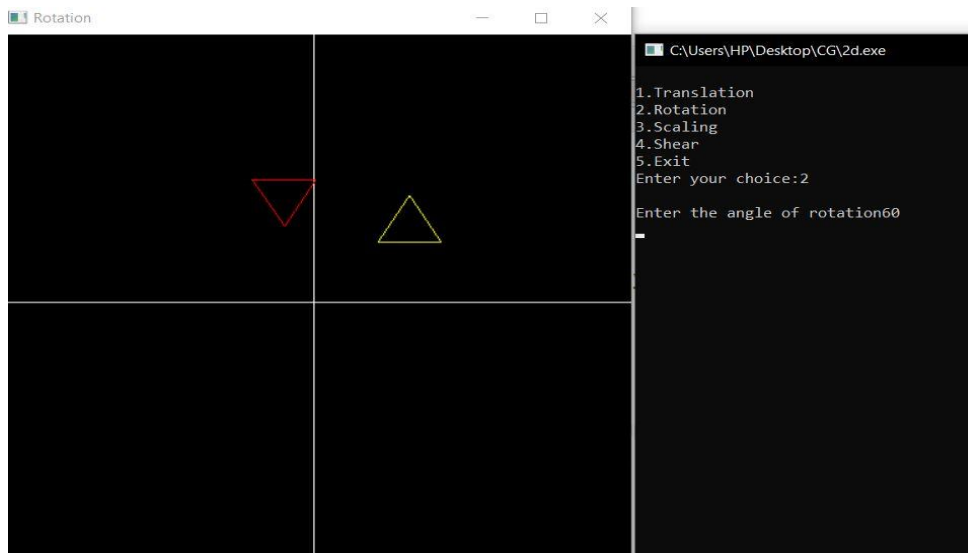 Rotation
C:\Users\HP\Desktop\CG\2d.exe
1.Translation
2.Rotation
3.Scaling
4.Shear
5.Exit
Enter your choice:2
Enter the angle of rotation60